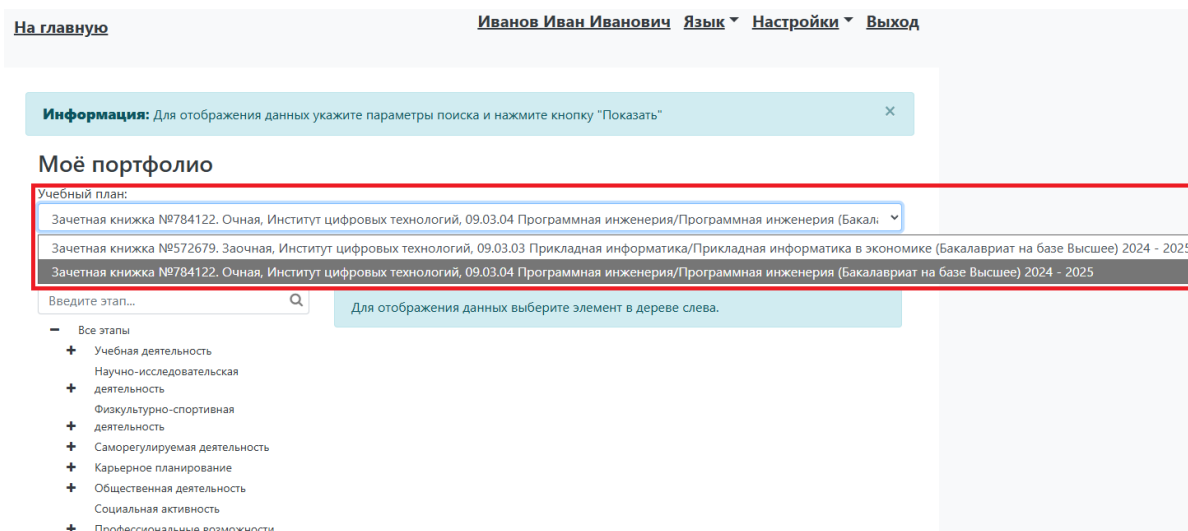 На главную
Иванов Иван Иванович Язык Настройки Выход
Информация: Для отображения данных укажите параметры поиска и нажмите кнопку "Показать"
Моё портфолио
Учебный план:
Зачетная книжка №784122. Очная, Институт цифровых технологий, 09.03.04 Программная инженерия/Программная инженерия (Бакал
Зачетная книжка №572679. Заочная, Институт цифровых технологий, 09.03.03 Прикладная информатика/Прикладная информатика в экономике (Бакалавриат на базе Высшее) 2024 - 2025
Зачетная книжка №784122. Очная, Институт цифровых технологий, 09.03.04 Программная инженерия/Программная инженерия (Бакалавриат на базе Высшее) 2024 - 2025
Введите этап...
Для отображения данных выберите элемент в дереве слева.
Все этапы
Учебная деятельность
Научно-исследовательская
деятельность
Физкультурно-спортивная
деятельность
Саморегулируемая деятельность
Карьерное планирование
Общественная деятельность
Социальная активность
Профессиональные возможности